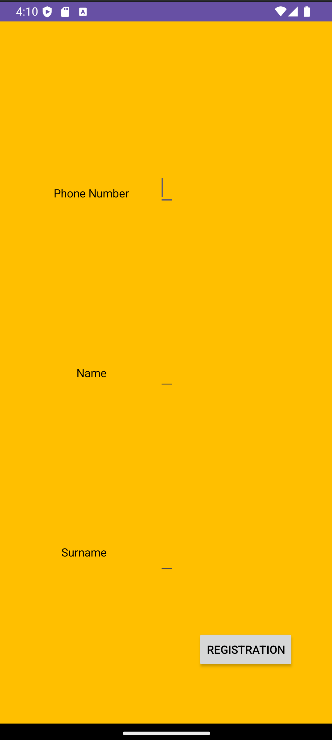 4:10
A
Phone Number
Name
Surname
REGISTRATION